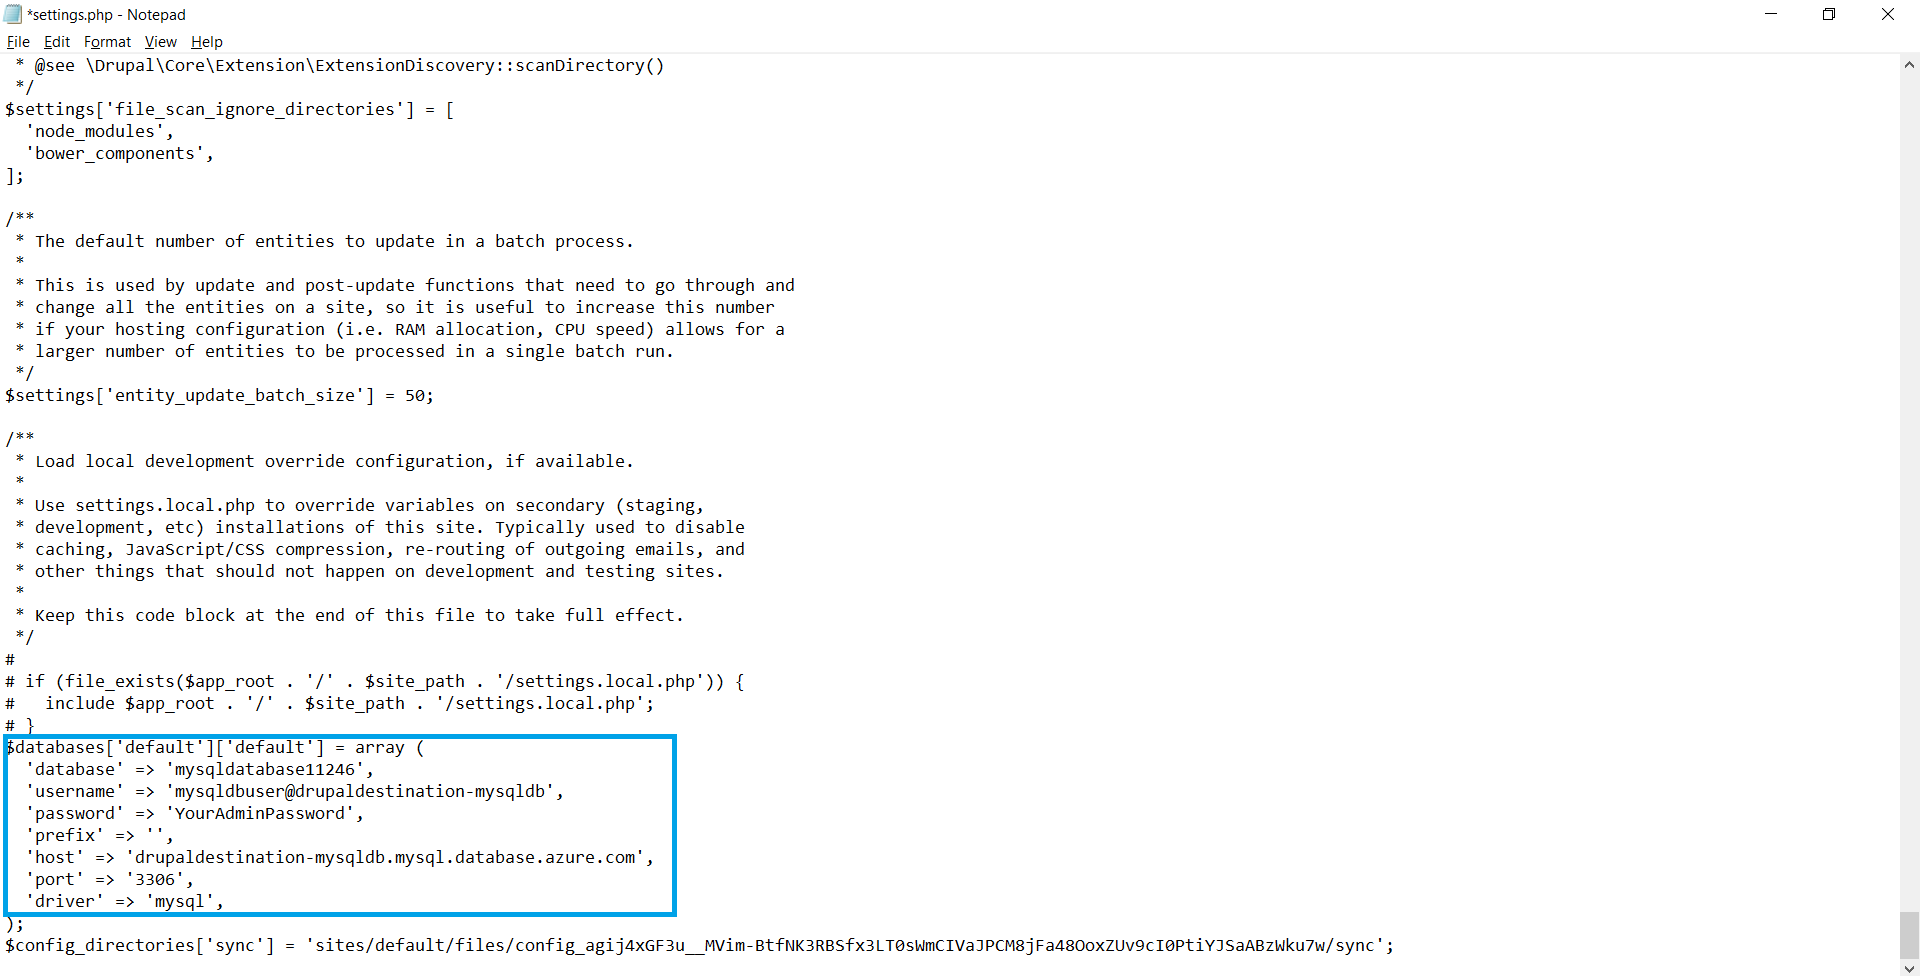 *settings.php - Notepad
File Edit Format View Help
 * @see \Drupal\Core\Extension\ExtensionDiscovery::scanDirectory()
 */
$settings['file_scan_ignore_directories'] = [
  'node_modules',
  'bower_components',
];
/**
 * The default number of entities to update in a batch process.
 *
 * This is used by update and post-update functions that need to go through and
 * change all the entities on a site, so it is useful to increase this number
 * if your hosting configuration (i.e. RAM allocation, CPU speed) allows for a
 * larger number of entities to be processed in a single batch run.
 */
$settings['entity_update_batch_size'] = 50;
/**
 * Load local development override configuration, if available.
 *
 * Use settings.local.php to override variables on secondary (staging,
 * development, etc) installations of this site. Typically used to disable
 * caching, JavaScript/CSS compression, re-routing of outgoing emails, and
 * other things that should not happen on development and testing sites.
 *
 * Keep this code block at the end of this file to take full effect.
 */
#
# if (file_exists($app_root . '/' . $site_path . '/settings.local.php')) {
#   include $app_root . '/' . $site_path . '/settings.local.php';
# }
$databases['default']['default'] = array (
  'database' => 'mysqldatabase11246',
  'username' => 'mysqldbuser@drupaldestination-mysqldb',
  'password' => 'YourAdminPassword',
  'prefix' => '',
  'host' => 'drupaldestination-mysqldb.mysql.database.azure.com',
  'port' => '3306',
  'driver' => 'mysql',
);
$config_directories['sync'] = 'sites/default/files/config_agij4xGF3u__MVim-BtfNK3RBSfx3LT0sWmCIVaJPCM8jFa48OoxZUv9cI0PtiYJSaABzWku7w/sync';